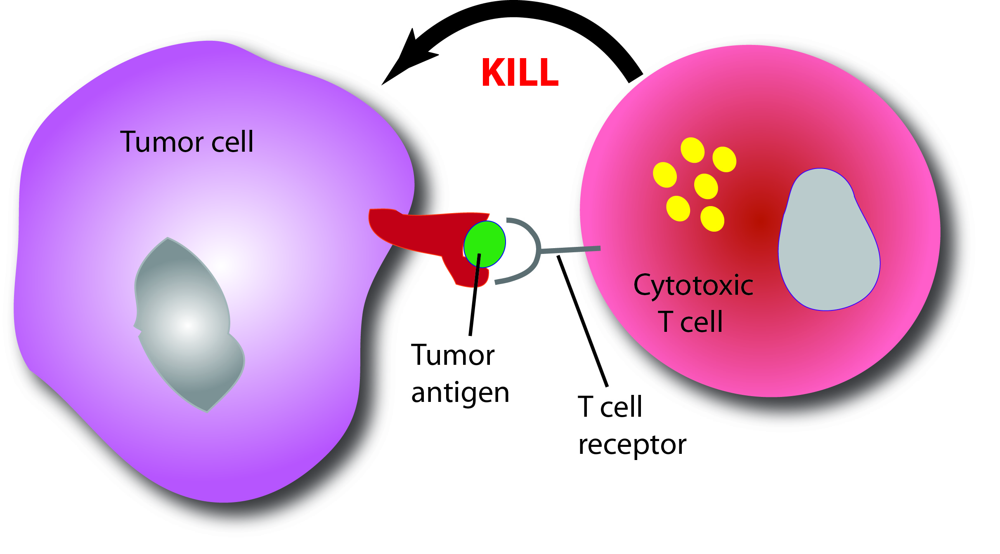 KILL
Tumor cell
Cytotoxic
T cell
Tumor
antigen
T cell
receptor